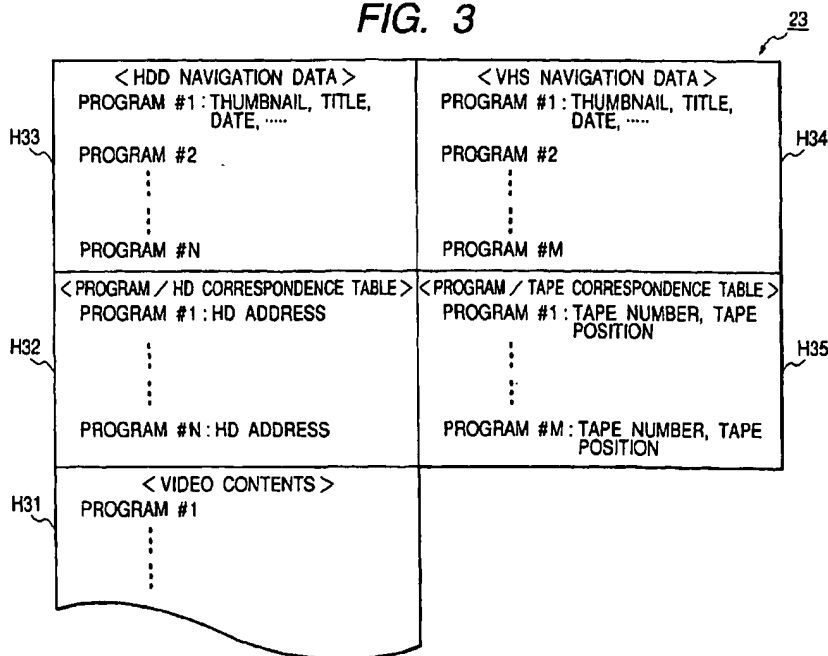 FIG. 3
23
<HDD NAVIGATION DATA>
PROGRAM #1 : THUMBNAIL, TITLE,
DATE, .....
PROGRAM #2
PROGRAM #N
H33
<VHS NAVIGATION DATA>
PROGRAM #1 : THUMBNAIL, TITLE,
DATE, .....
PROGRAM #2
PROGRAM #M
H34
<PROGRAM / HD CORRESPONDENCE TABLE>
PROGRAM #1 : HD ADDRESS
PROGRAM #N : HD ADDRESS
H32
<PROGRAM / TAPE CORRESPONDENCE TABLE>
PROGRAM #1 : TAPE NUMBER, TAPE
POSITION
PROGRAM #M : TAPE NUMBER, TAPE
POSITION
H35
<VIDEO CONTENTS>
PROGRAM #1
H31